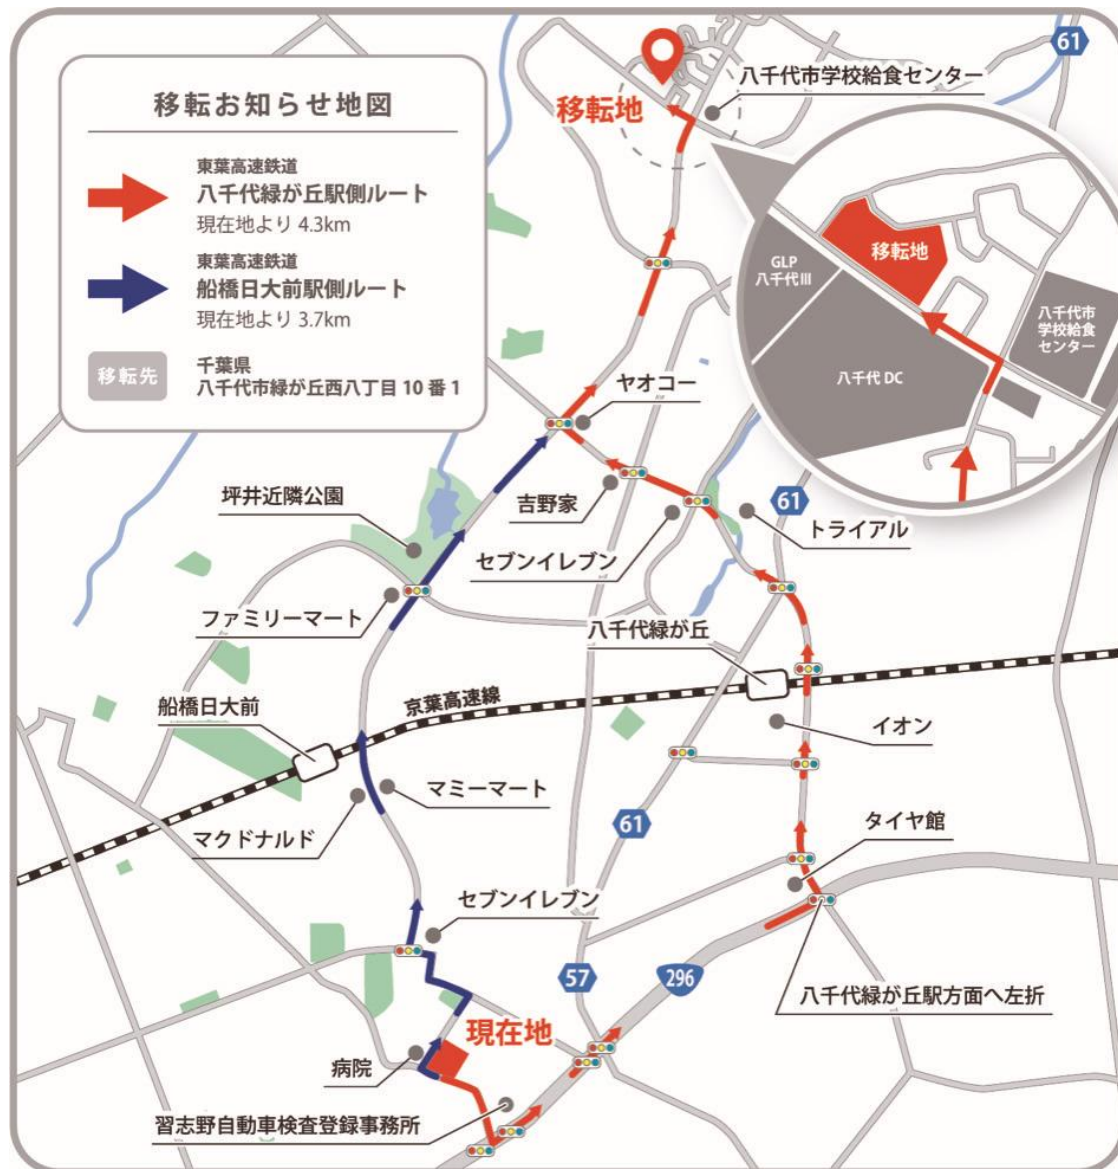 移転お知らせ地図
東葉高速鉄道
八千代緑が丘駅側ルート
現在地より 4.3km
東葉高速鉄道
船橋日大前駅側ルート
現在地より 3.7km
移転先
千葉県
八千代市緑が丘西八丁目 10 番 1
61
八千代市学校給食センター
移転地
移転地
GLP
八千代Ⅲ
八千代市
学校給食
センター
八千代 DC
ヤオコー
坪井近隣公園
吉野家
61
トライアル
セブンイレブン
ファミリーマート
八千代緑が丘
船橋日大前
京葉高速線
イオン
マミーマート
61
タイヤ館
マクドナルド
セブンイレブン
57
296
八千代緑が丘駅方面へ左折
現在地
病院
習志野自動車検査登録事務所